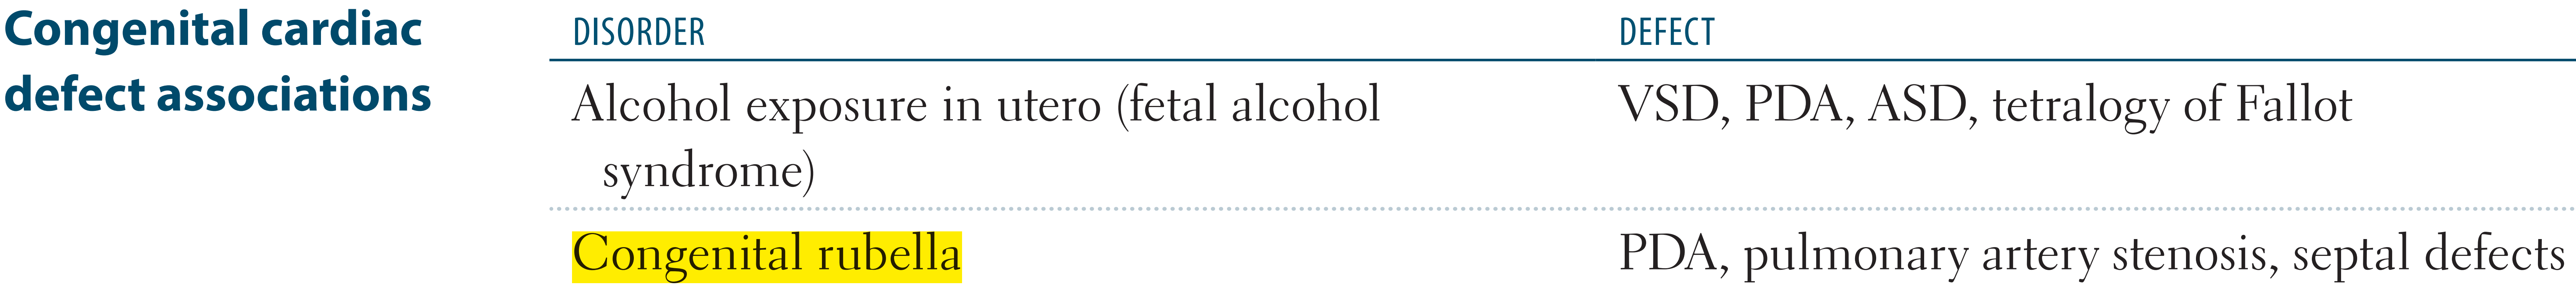 Congenital cardiac
defect associations
DISORDER
DEFECT
Alcohol exposure in utero (fetal alcohol
syndrome)
VSD, PDA, ASD, tetralogy of Fallot
Congenital rubella
PDA, pulmonary artery stenosis, septal defects